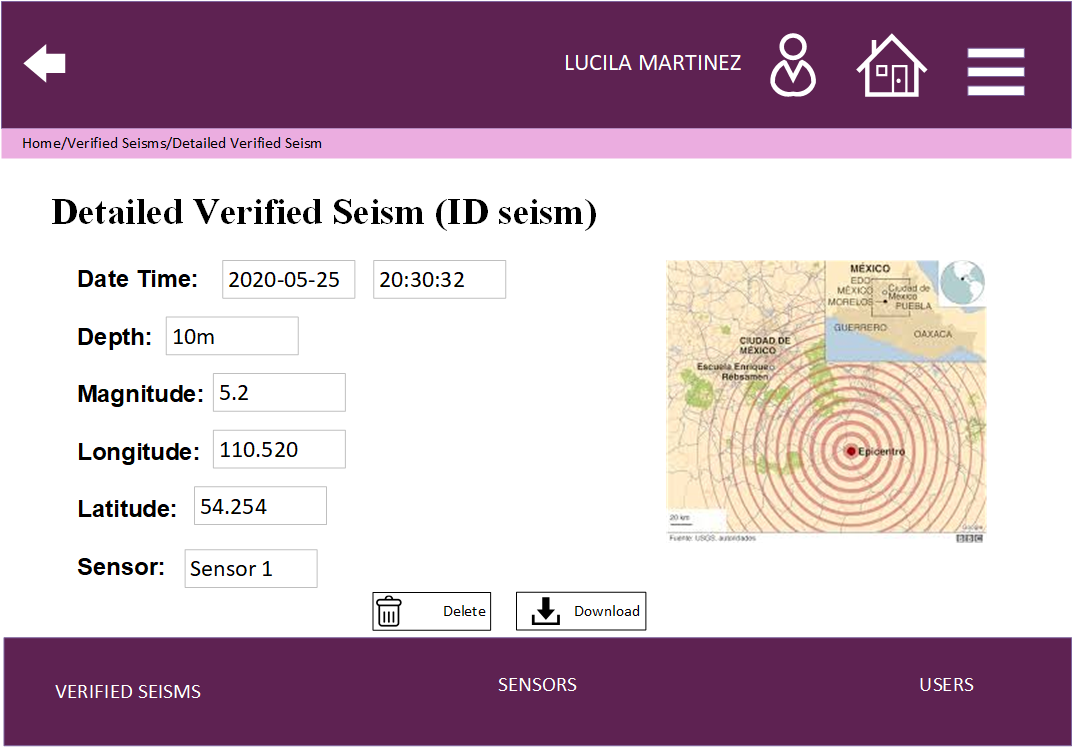 LUCILA MARTINEZ
Home/Verified Seisms/Detailed Verified Seism
Detailed Verified Seism (ID seism)
Date Time: 2020-05-25 20:30:32
Depth: 10m
Magnitude: 5.2
Longitude: 110.520
Latitude: 54.254
Sensor: Sensor 1
MÉXICO
EDO
MÉXICO
Ciudad de
México
MORELOS
PUEBLA
GUERRERO
OAXACA
CIUDAD DE
MÉXICO
Escuela Enrique
Rébsamen
Epicentro
20 km
Google
Fuente: USGS, autoridades
BBC
Delete
Download
VERIFIED SEISMS
SENSORS
USERS